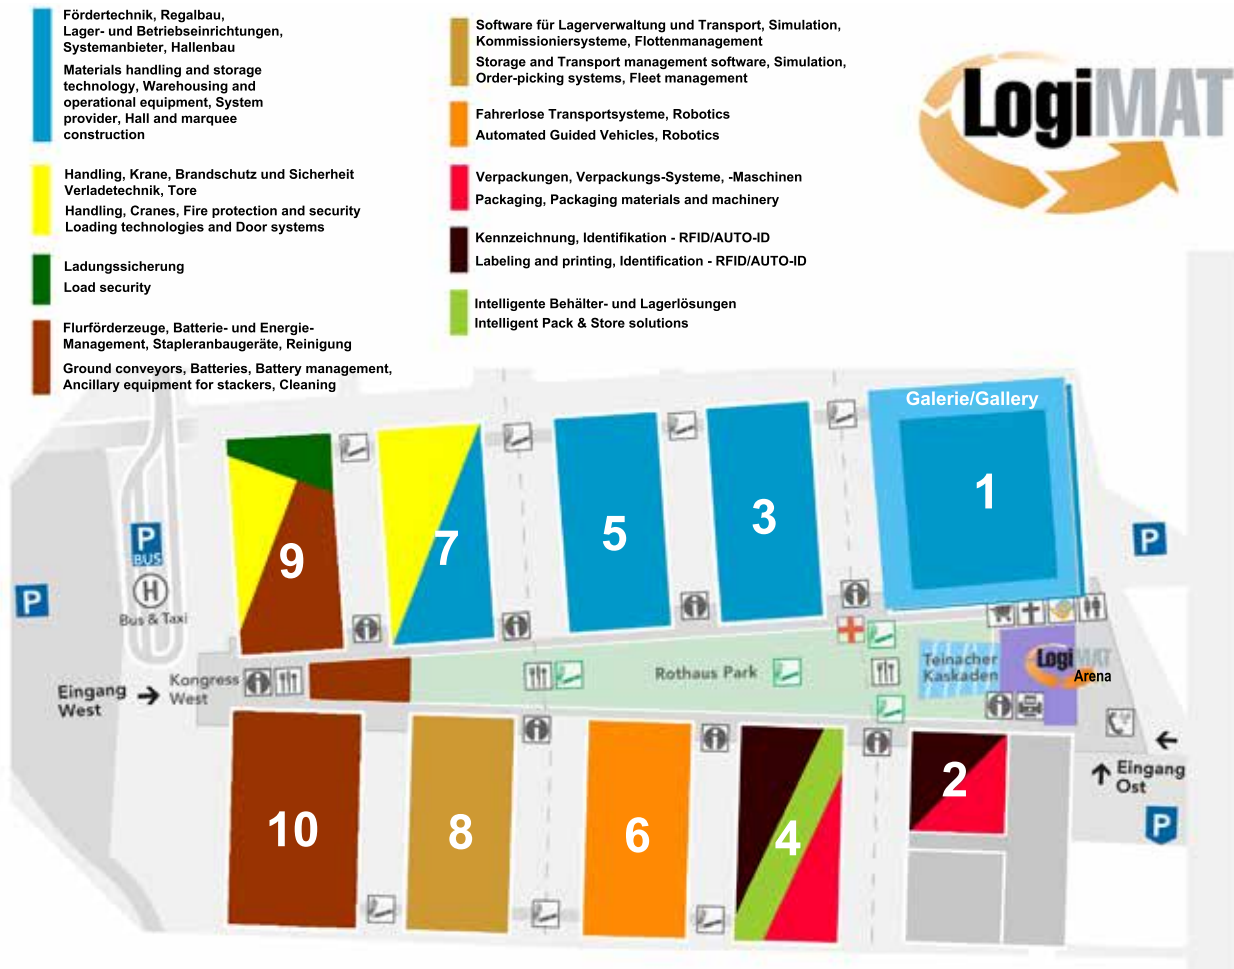 Fördertechnik, Regalbau,
Lager- und Betriebseinrichtungen,
Systemanbieter, Hallenbau
Materials handling and storage
technology, Warehousing and
operational equipment, System
provider, Hall and marquee
construction
Handling, Krane, Brandschutz und Sicherheit
Verladetechnik, Tore
Handling, Cranes, Fire protection and security
Loading technologies and Door systems
Ladungssicherung
Load security
Flurförderzeuge, Batterie- und Energie-
Management, Stapleranbaugeräte, Reinigung
Ground conveyors, Batteries, Battery management,
Ancillary equipment for stackers, Cleaning
Software für Lagerverwaltung und Transport, Simulation,
Kommissioniersysteme, Flottenmanagement
Storage and Transport management software, Simulation,
Order-picking systems, Fleet management
Fahrerlose Transportsysteme, Robotics
Automated Guided Vehicles, Robotics
Verpackungen, Verpackungs-Systeme, -Maschinen
Packaging, Packaging materials and machinery
Kennzeichnung, Identifikation - RFID/AUTO-ID
Labeling and printing, Identification - RFID/AUTO-ID
Intelligente Behälter- und Lagerlösungen
Intelligent Pack & Store solutions
LogiMAT
Galerie/Gallery
1
3
5
7
9
P
BUS
H
Bus & Taxi
P
P
Eingang
West
Kongress
West
Rothaus Park
Teinacher
Kaskaden
LogiMAT
Arena
10
8
6
4
2
Eingang
Ost
P